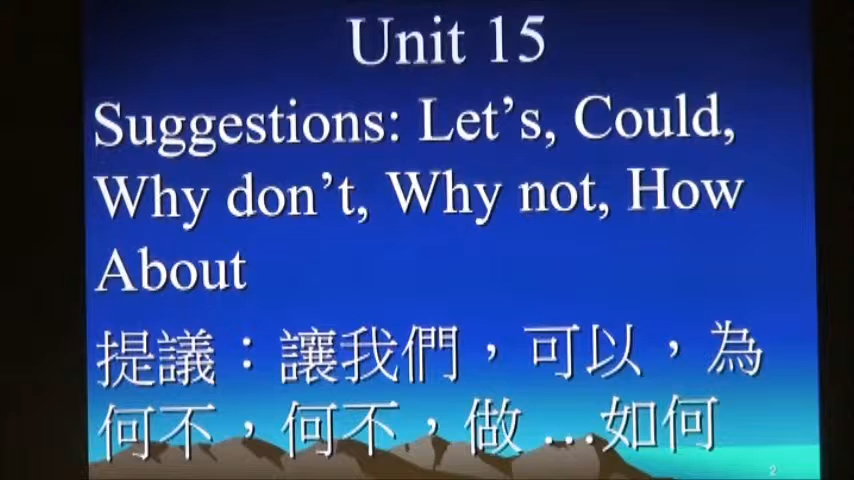 Unit 15
Suggestions: Let's, Could,
Why don't, Why not, How
About
提議：讓我們，可以，為
何不，何不，做 …如何
2